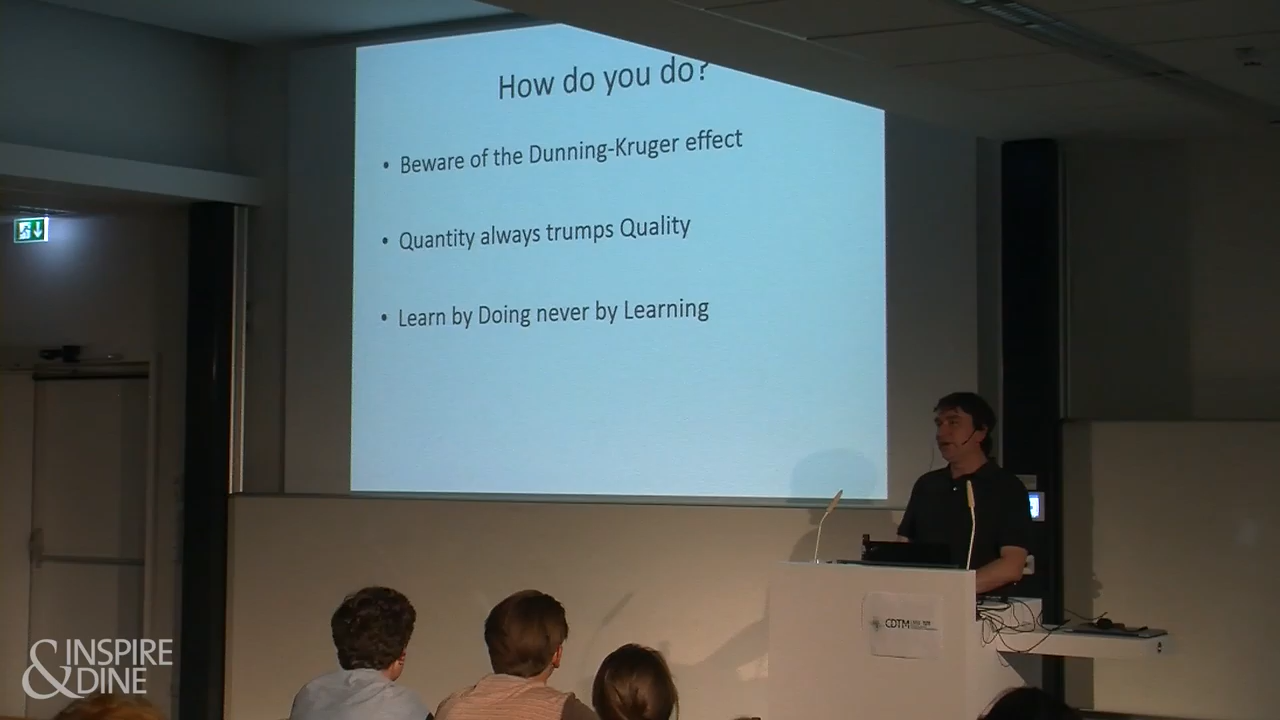 How do you do?
• Beware of the Dunning-Kruger effect
• Quantity always trumps Quality
• Learn by Doing never by Learning
CDTM
INSPIRE
&DINE